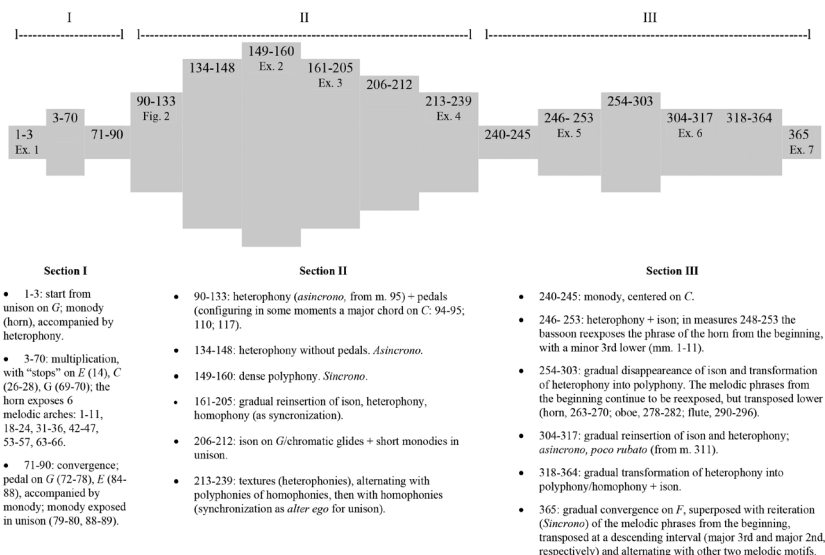 I
II
III
l----------------------l
l-----------------------------------------------------------------------l
l---------------------------------------------------------------------l
1-3
Ex. 1
3-70
71-90
90-133
Fig. 2
134-148
149-160
Ex. 2
161-205
Ex. 3
206-212
213-239
Ex. 4
240-245
246- 253
Ex. 5
254-303
304-317
Ex. 6
318-364
365
Ex. 7
Section I
• 1-3: start from
unison on G; monody
(horn), accompanied by
heterophony.
• 3-70: multiplication,
with “stops” on E (14), C
(26-28), G (69-70); the
horn exposes 6
melodic arches: 1-11,
18-24, 31-36, 42-47,
53-57, 63-66.
• 71-90: convergence;
pedal on G (72-78), E (84-
88), accompanied by
monody; monody exposed
in unison (79-80, 88-89).
Section II
• 90-133: heterophony (asincrono, from m. 95) + pedals
(configuring in some moments a major chord on C: 94-95;
110; 117).
• 134-148: heterophony without pedals. Asincrono.
• 149-160: dense polyphony. Sincrono.
• 161-205: gradual reinsertion of ison, heterophony,
homophony (as synchronization).
• 206-212: ison on G/chromatic glides + short monodies in
unison.
• 213-239: textures (heterophonies), alternating with
polyphonies of homophonies, then with homophonies
(synchronization as alter ego for unison).
Section III
• 240-245: monody, centered on C.
• 246- 253: heterophony + ison; in measures 248-253 the
bassoon reexposes the phrase of the horn from the beginning,
with a minor 3rd lower (mm. 1-11).
• 254-303: gradual disappeareance of ison and transformation
of heterophony into polyphony. The melodic phrases from
the beginning continue to be reexposed, but transposed lower
(horn, 263-270; oboe, 278-282; flute, 290-296).
• 304-317: gradual reinsertion of ison and heterophony;
asincrono, poco rubato (from m. 311).
• 318-364: gradual transformation of heterophony into
polyphony/homophony + ison.
• 365: gradual convergence on F, superposed with reiteration
(Sincrono) of the melodic phrases from the beginning,
transposed at a descending interval (major 3rd and major 2nd,
respectively) and alternating with other two melodic motifs.